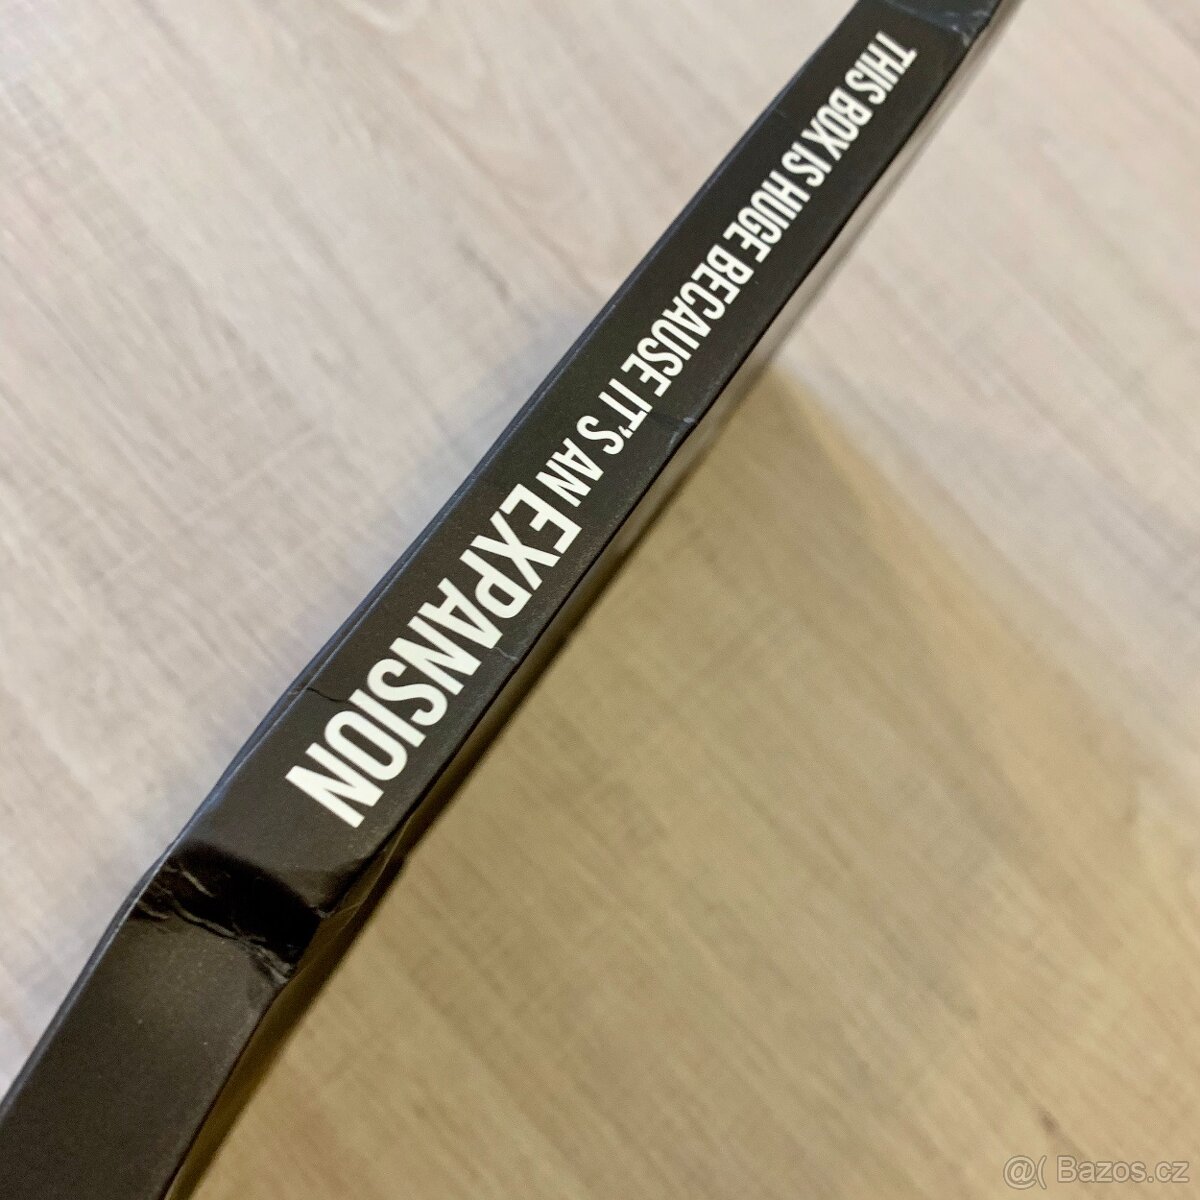 THIS BOX IS HUGE BECAUSE IT'S AN EXPANSION
@( Bazos.cz